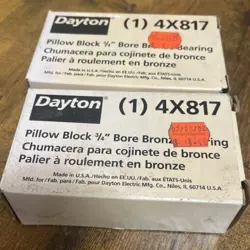 Dayton (1) 4X817
Pillow Block ¾" Bore Bearing
Chumacera para cojinete de bronce
Palier à roulement en bronze
Made in U.S.A./Hecho en EE.UU./Fab. aux ÉTATS-Unis
Mfd. for/Fab. para/Fab. pour Dayton Electric Mfg. Co., Niles, IL 60714 U.S.A.
Dayton (1) 4X817
Pillow Block ¾" Bore Bronze
Chumacera para cojinete de bronce
Palier à roulement en bronze
Made in U.S.A./Hecho en EE.UU./Fab. aux ÉTATS-Unis
Mfd. for/Fab. para/Fab. pour Dayton Electric Mfg. Co., Niles, IL 60714 U.S.A.